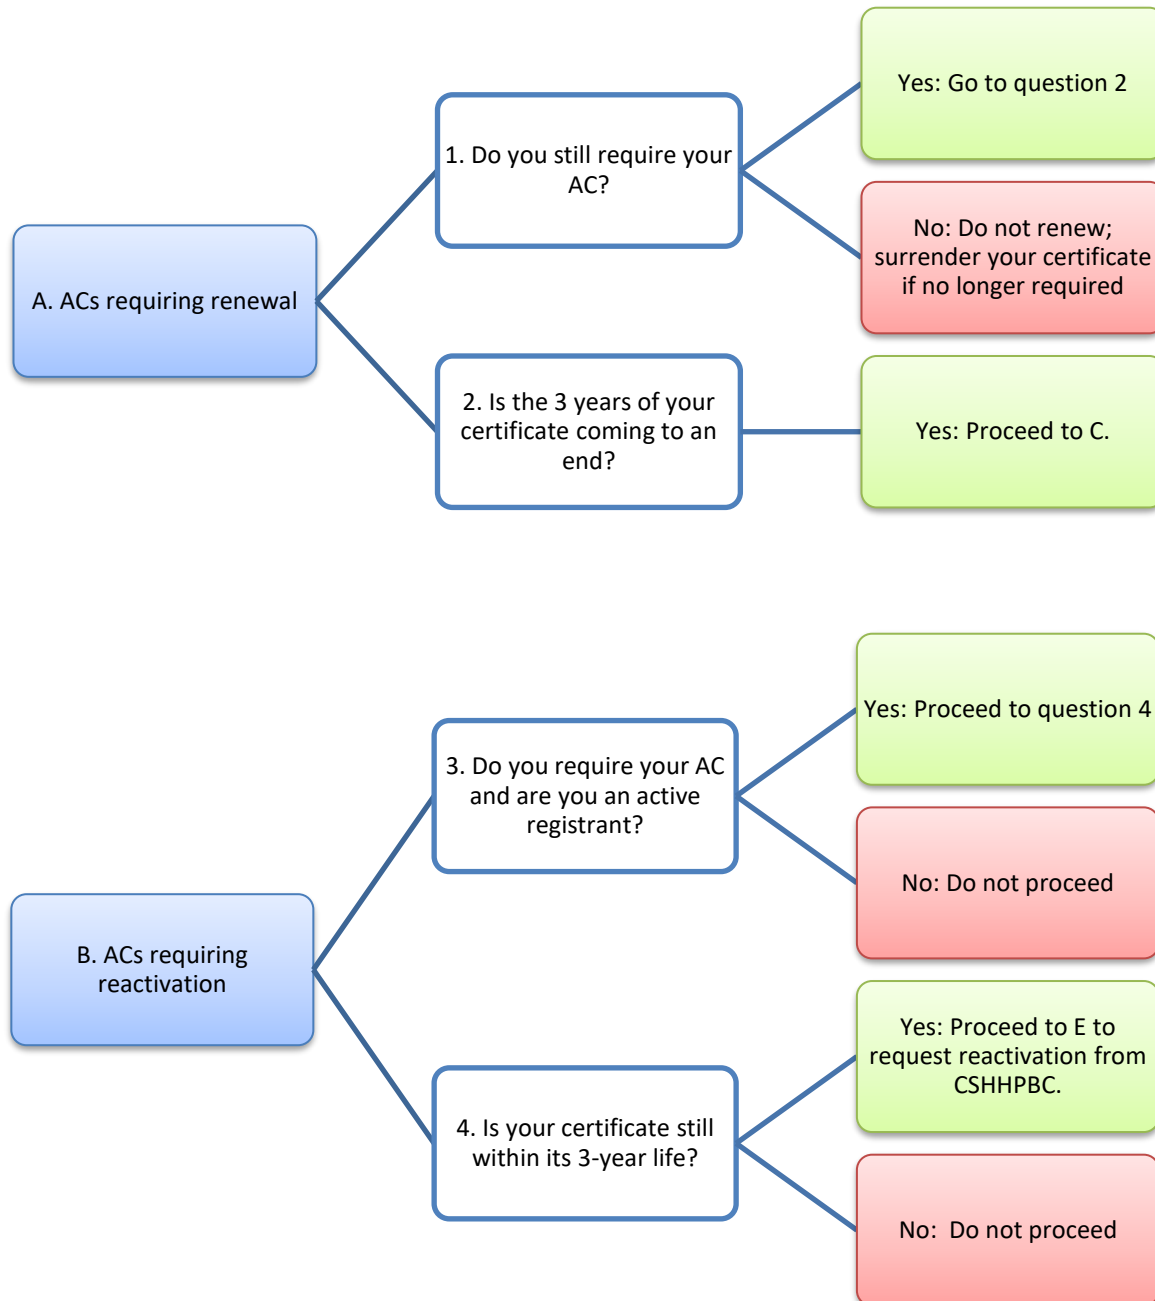 Yes: Go to question 2
1. Do you still require your
AC?
No: Do not renew;
surrender your certificate
if no longer required
A. ACs requiring renewal
2. Is the 3 years of your
certificate coming to an
end?
Yes: Proceed to C.
Yes: Proceed to question 4
3. Do you require your AC
and are you an active
registrant?
No: Do not proceed
B. ACs requiring
reactivation
Yes: Proceed to E to
request reactivation from
CSHHPBC.
4. Is your certificate still
within its 3-year life?
No:  Do not proceed